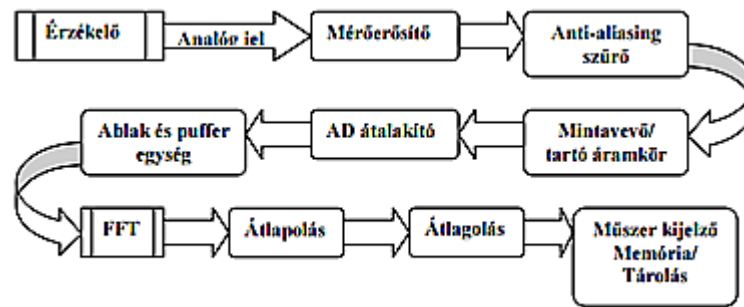 Érzékelő
Analóg jel
Mérőerősítő
Anti-aliasing
szűrő
Mintavevő/
tartó áramkör
AD átalakító
Ablak és puffer
egység
FFT
Átlapolás
Átlagolás
Műszer kijelző
Memória/
Tárolás